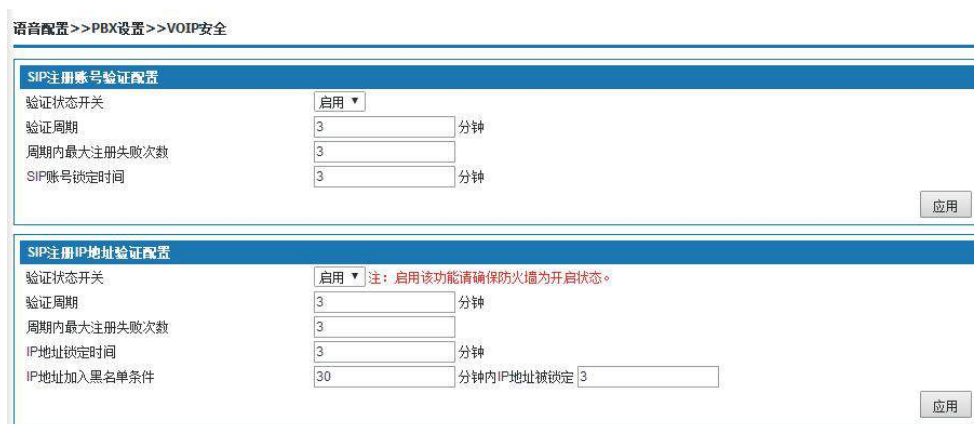 语音配置>>PBX设置>>VOIP安全
SIP注册账号验证配置
验证状态开关 启用
验证周期 3 分钟
周期内最大注册失败次数 3
SIP账号锁定时间 3 分钟
应用
SIP注册IP地址验证配置
验证状态开关 启用 注：启用该功能请确保防火墙为开启状态。
验证周期 3 分钟
周期内最大注册失败次数 3
IP地址锁定时间 3 分钟
IP地址加入黑名单条件 30 分钟内IP地址被锁定 3
应用